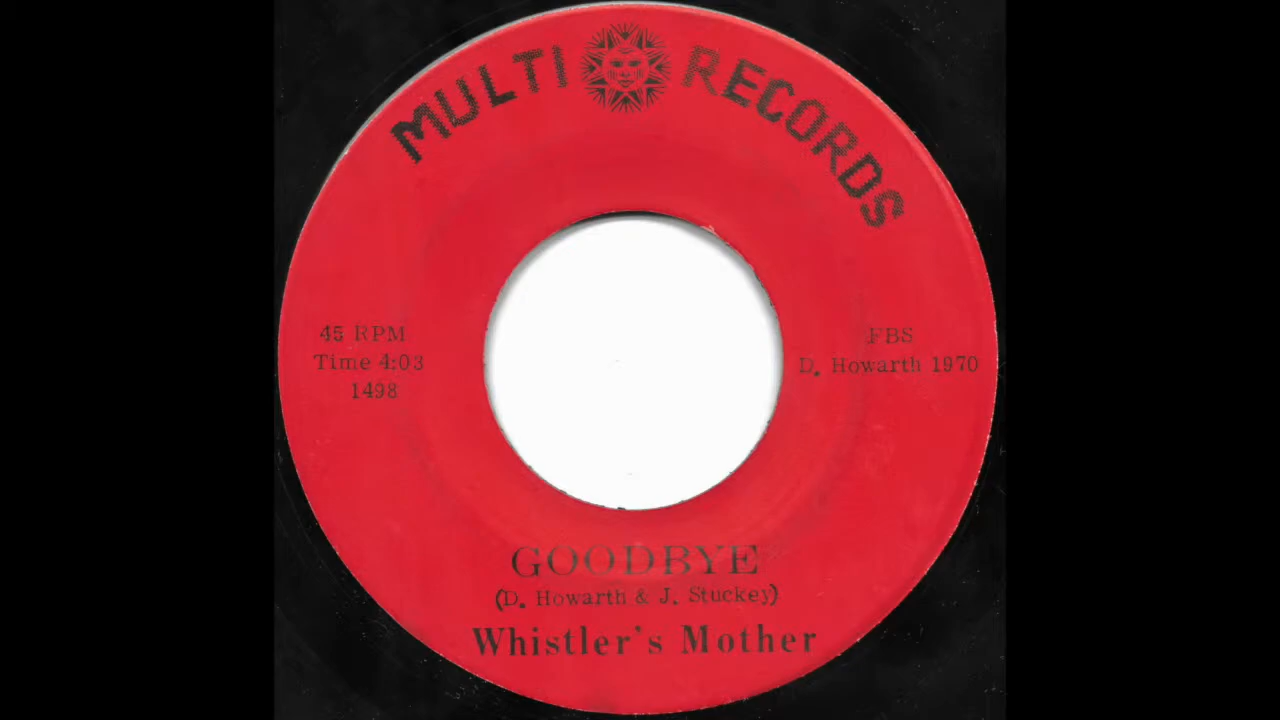 MULTI RECORDS
45 RPM
Time 4:03
1498
FBS
D. Howarth 1970
GOODBYE
(D. Howarth & J. Stuckey)
Whistler's Mother